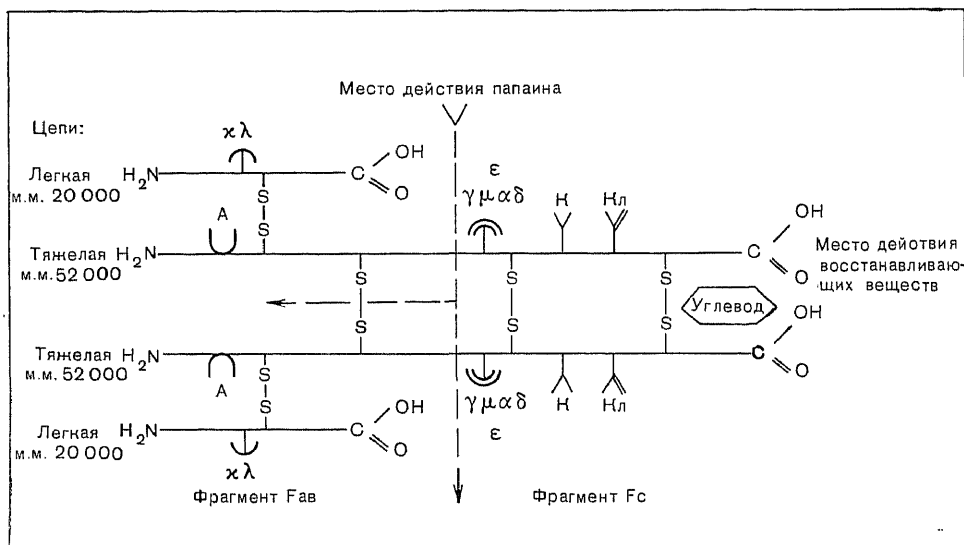 Место действия папаина
Цепи:
ϰλ
Легкая
м.м. 20 000
H₂N
C
OH
O
S
S
A
ε
γμαδ
К
Кл
Тяжелая
м.м. 52 000
H₂N
C
OH
O
Место действия
восстанавливаю-
щих веществ
S
S
S
S
S
S
Углевод
Тяжелая
м.м. 52 000
H₂N
C
OH
O
A
S
S
γμαδ
ε
К
Кл
Легкая
м.м. 20 000
H₂N
C
OH
O
ϰλ
Фрагмент Fав
Фрагмент Fc